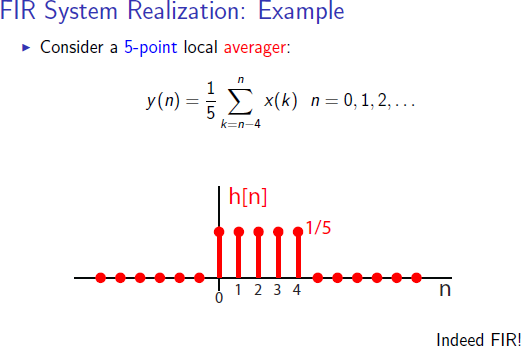 FIR System Realization: Example
▶ Consider a 5-point local averager:
y(n) = 1/5 ∑_{k=n−4}^{n} x(k)  n = 0, 1, 2, . . .
h[n]
1/5
0 1 2 3 4 n
Indeed FIR!